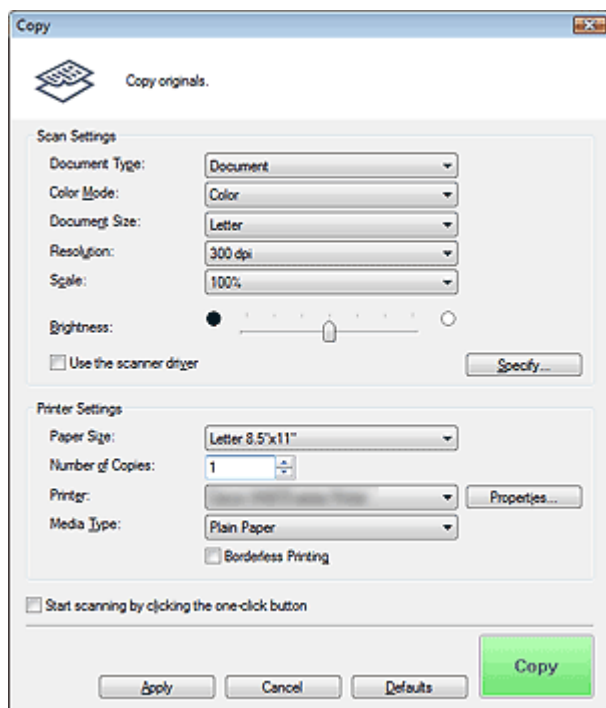 Copy
Copy originals.
Scan Settings
Document Type: Document
Color Mode: Color
Document Size: Letter
Resolution: 300 dpi
Scale: 100%
Brightness:
Use the scanner driver Specify...
Printer Settings
Paper Size: Letter 8.5"x11"
Number of Copies: 1
Printer: Properties...
Media Type: Plain Paper
Borderless Printing
Start scanning by clicking the one-click button
Apply Cancel Defaults Copy